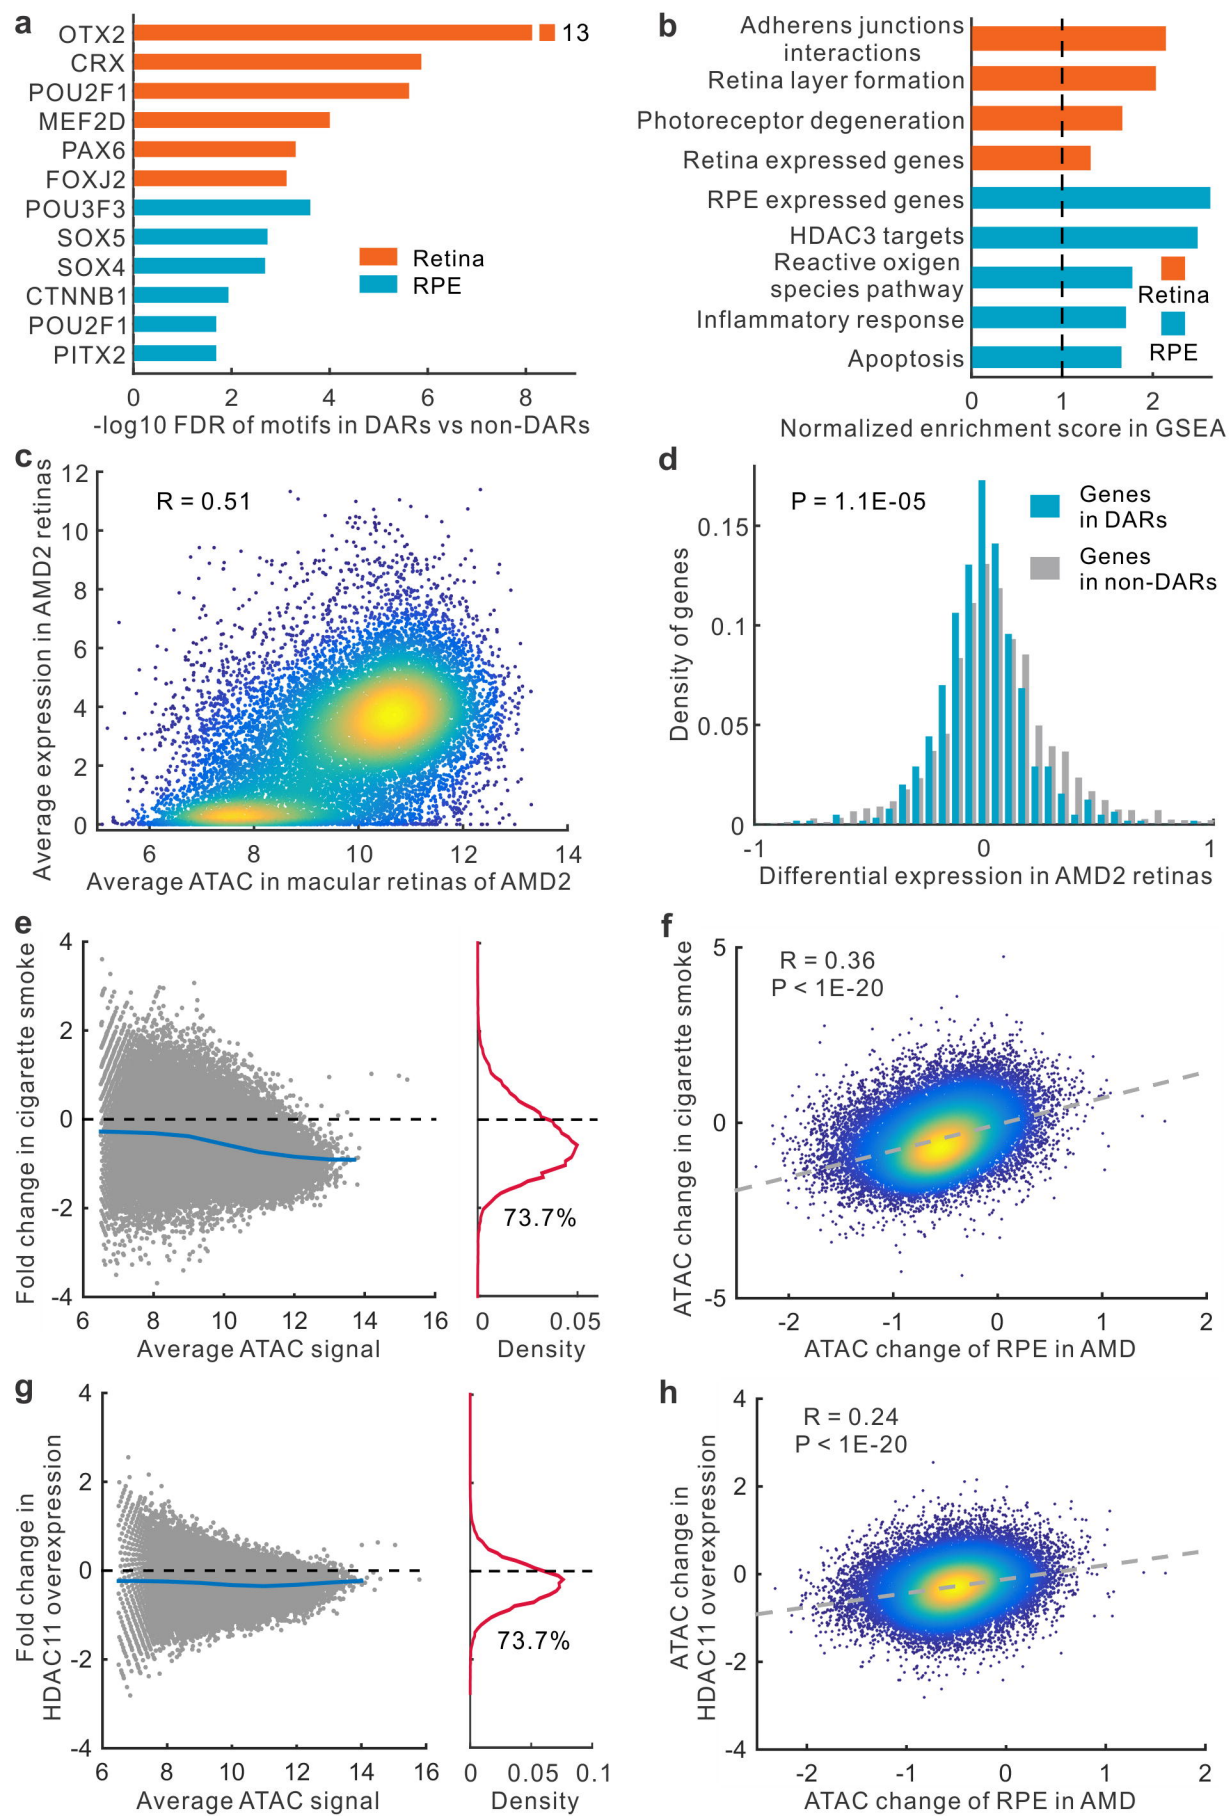 a
OTX2
13
CRX
POU2F1
MEF2D
PAX6
FOXJ2
POU3F3
SOX5
SOX4
CTNNB1
POU2F1
PITX2
Retina
RPE
0 2 4 6 8
-log10 FDR of motifs in DARs vs non-DARs
b
Adherens junctions
interactions
Retina layer formation
Photoreceptor degeneration
Retina expressed genes
RPE expressed genes
HDAC3 targets
Reactive oxigen
species pathway
Inflammatory response
Apoptosis
Retina
RPE
0 1 2
Normalized enrichment score in GSEA
c
Average expression in AMD2 retinas
12
10
8
6
4
2
0
R = 0.51
6 8 10 12 14
Average ATAC in macular retinas of AMD2
d
Density of genes
0.15
0.1
0.05
0
P = 1.1E-05
Genes
in DARs
Genes
in non-DARs
-1 0 1
Differential expression in AMD2 retinas
e
Fold change in cigarette smoke
4
2
0
-2
-4
6 8 10 12 14 16
Average ATAC signal
73.7%
0 0.05
Density
f
ATAC change in cigarette smoke
5
0
-5
R = 0.36
P < 1E-20
-2 -1 0 1 2
ATAC change of RPE in AMD
g
Fold change in
HDAC11 overexpression
4
2
0
-2
-4
6 8 10 12 14 16
Average ATAC signal
73.7%
0 0.05 0.1
Density
h
ATAC change in
HDAC11 overexpression
4
2
0
-2
-4
R = 0.24
P < 1E-20
-2 -1 0 1 2
ATAC change of RPE in AMD